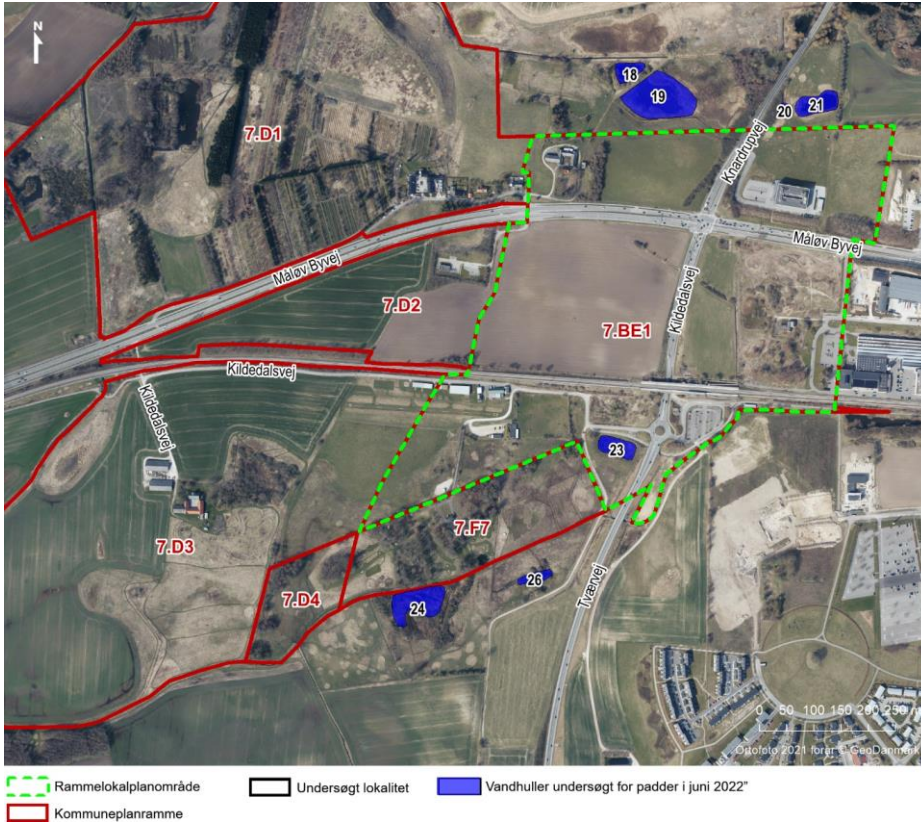 N
18
19
20
21
7.D1
Knardrupvej
Måløv Byvej
Måløv Byvej
7.D2
7.BE1
Kildedalsvej
Kildedalsvej
Kildedalsvej
23
7.F7
7.D3
7.D4
26
24
Tværvej
0 50 100 150 200 250
Ortofoto 2021 forår © GeoDanmark
Rammelokalplanområde
Undersøgt lokalitet
Vandhuller undersøgt for padder i juni 2022"
Kommuneplanramme